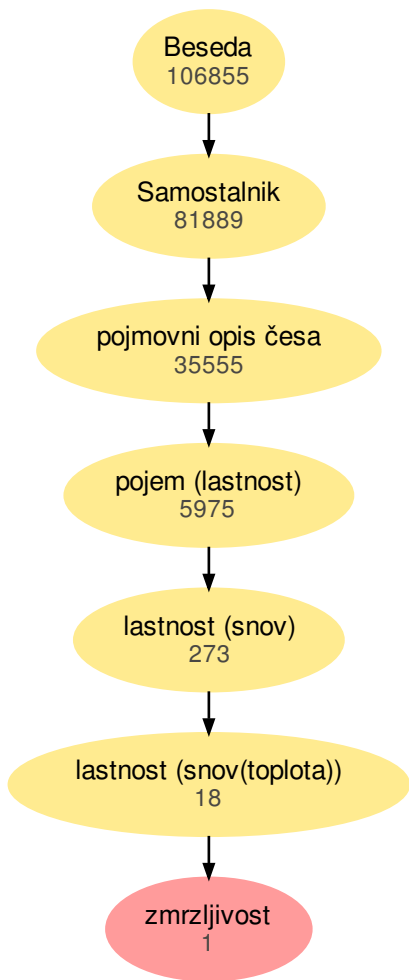 Beseda
106855
Samostalnik
81889
pojmovni opis česa
35555
pojem (lastnost)
5975
lastnost (snov)
273
lastnost (snov(toplota))
18
zmrzljivost
1